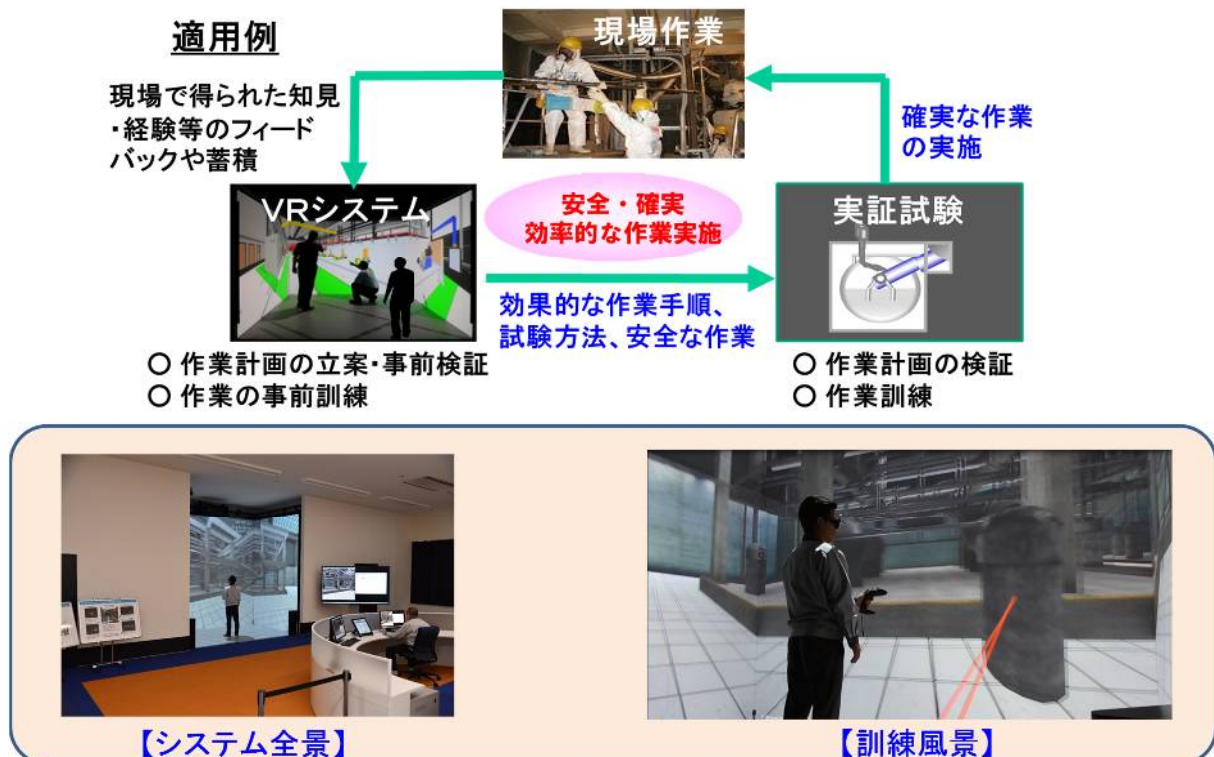 適用例
現場作業
現場で得られた知見
・経験等のフィード
バックや蓄積
確実な作業
の実施
VRシステム
安全・確実
効率的な作業実施
実証試験
効果的な作業手順、
試験方法、安全な作業
○ 作業計画の立案・事前検証
○ 作業の事前訓練
○ 作業計画の検証
○ 作業訓練
【システム全景】
【訓練風景】